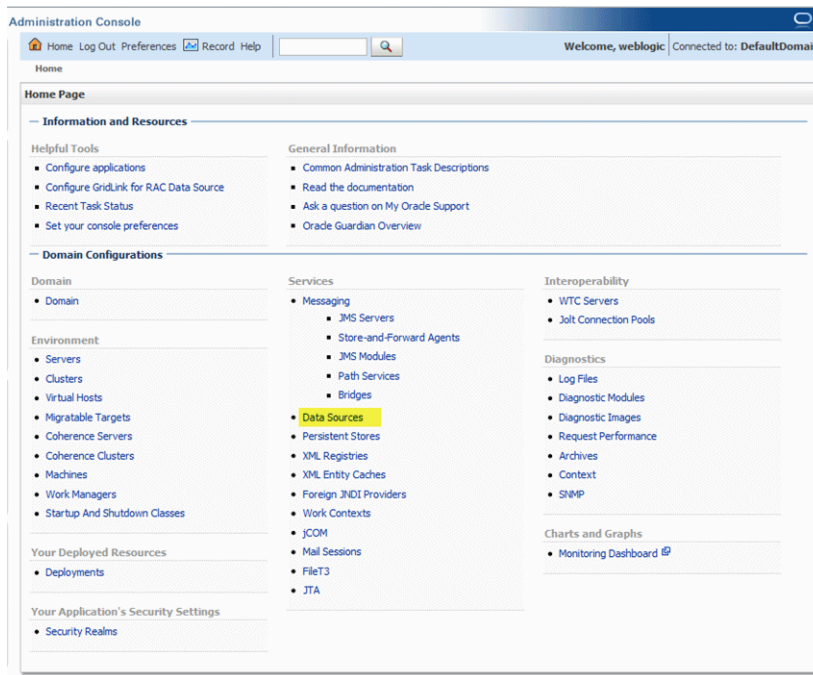 Administration Console
Home Log Out Preferences Record Help
Welcome, weblogic Connected to: DefaultDomai
Home
Home Page
Information and Resources
Helpful Tools
Configure applications
Configure GridLink for RAC Data Source
Recent Task Status
Set your console preferences
General Information
Common Administration Task Descriptions
Read the documentation
Ask a question on My Oracle Support
Oracle Guardian Overview
Domain Configurations
Domain
Domain
Environment
Servers
Clusters
Virtual Hosts
Migratable Targets
Coherence Servers
Coherence Clusters
Machines
Work Managers
Startup And Shutdown Classes
Your Deployed Resources
Deployments
Your Application's Security Settings
Security Realms
Services
Messaging
JMS Servers
Store-and-Forward Agents
JMS Modules
Path Services
Bridges
Data Sources
Persistent Stores
XML Registries
XML Entity Caches
Foreign JNDI Providers
Work Contexts
jCOM
Mail Sessions
FileT3
JTA
Interoperability
WTC Servers
Jolt Connection Pools
Diagnostics
Log Files
Diagnostic Modules
Diagnostic Images
Request Performance
Archives
Context
SNMP
Charts and Graphs
Monitoring Dashboard